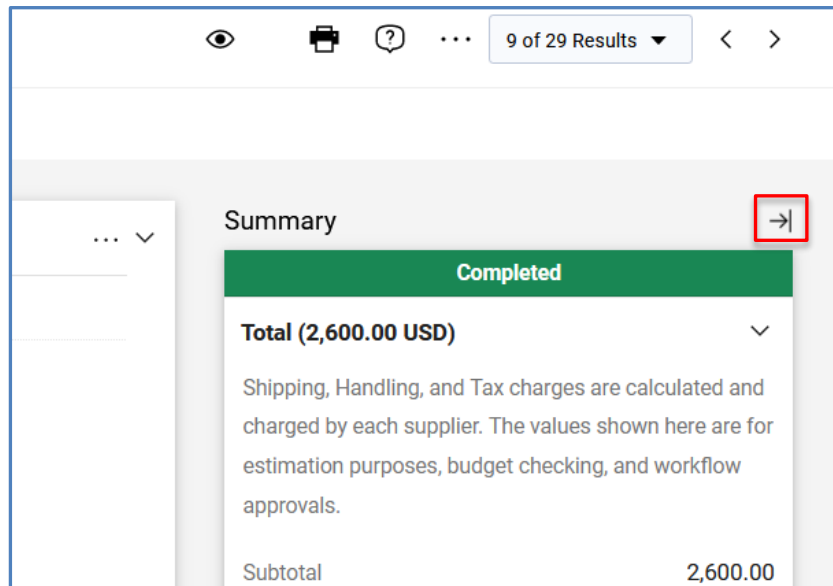 9 of 29 Results
Summary
Completed
Total (2,600.00 USD)
Shipping, Handling, and Tax charges are calculated and
charged by each supplier. The values shown here are for
estimation purposes, budget checking, and workflow
approvals.
Subtotal 2,600.00